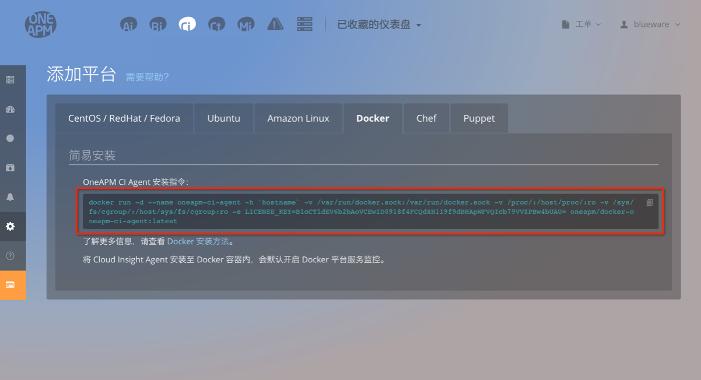 ONE
APM
Ai Bi Ci Ct Mi 已收藏的仪表盘 工单 blueware
添加平台 需要帮助?
CentOS / RedHat / Fedora Ubuntu Amazon Linux Docker Chef Puppet
简易安装
OneAPM CI Agent 安装指令:
docker run -d --name oneapm-ci-agent -h `hostname` -v /var/run/docker.sock:/var/run/docker.sock -v /proc/:/host/proc/:ro -v /sys/
fs/cgroup/:/host/sys/fs/cgroup:ro -e oneapm/docker-o
neapm-ci-agent:latest
了解更多信息，请查看 Docker 安装方法。
将 Cloud Insight Agent 安装至 Docker 容器内，会默认开启 Docker 平台服务监控。